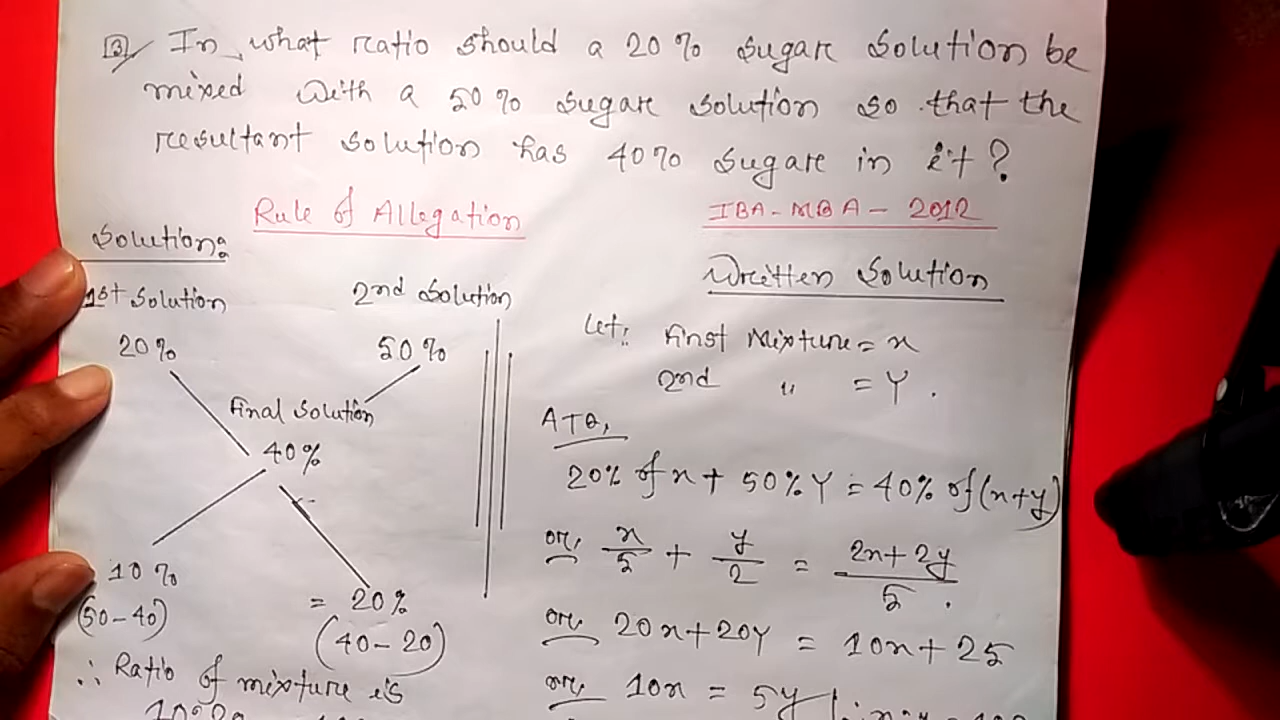 [3] In what ratio should a 20% sugar solution be
mixed with a 50% sugar solution so that the
resultant solution has 40% sugar in it?
Rule of Allegation
IBA-MBA-2012
Solution:
1st Solution 2nd Solution
20% 50%
Final Solution
40%
10% = 20%
(50-40) (40-20)
∴ Ratio of mixture is
Written Solution
Let: First Mixture = x
2nd " = Y.
ATQ,
20% of x + 50% Y = 40% of (x+y)
or, x/5 + y/2 = 2x+2y/5.
or, 20x+20Y = 10x+25
or, 10x = 5y